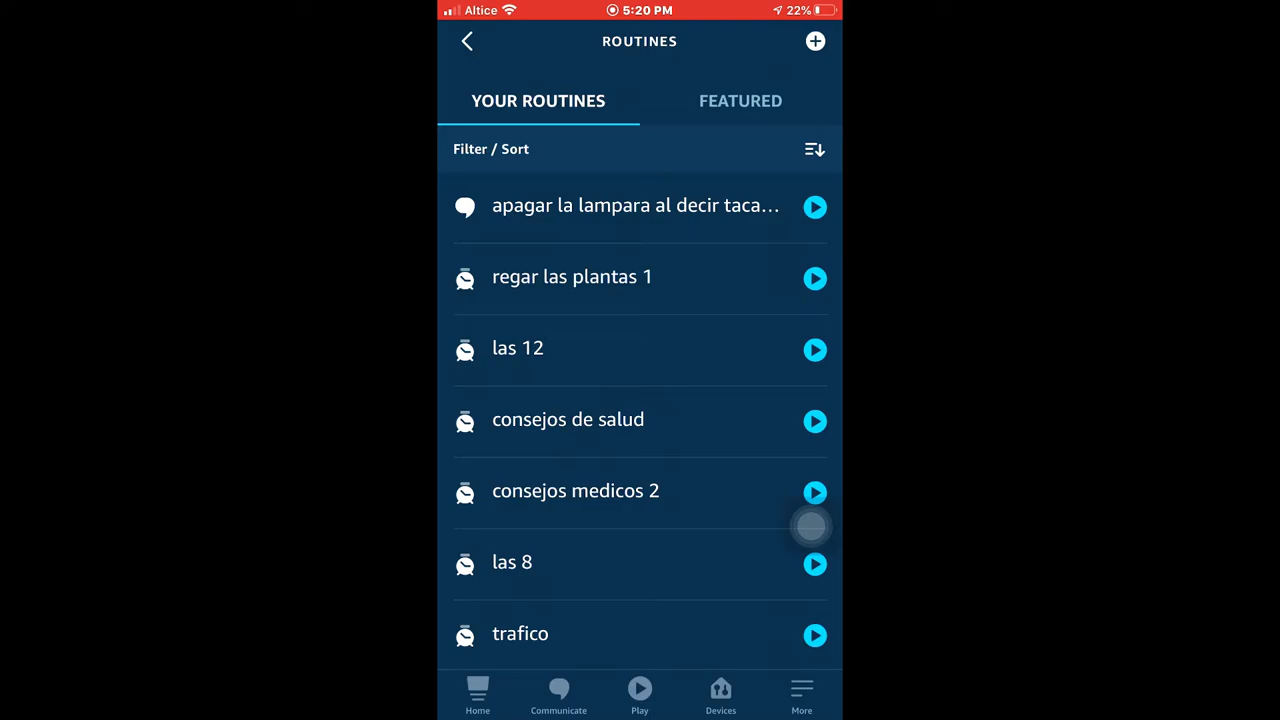 Altice 5:20 PM 22%
ROUTINES
YOUR ROUTINES FEATURED
Filter / Sort
apagar la lampara al decir taca...
regar las plantas 1
las 12
consejos de salud
consejos medicos 2
las 8
trafico
Home Communicate Play Devices More